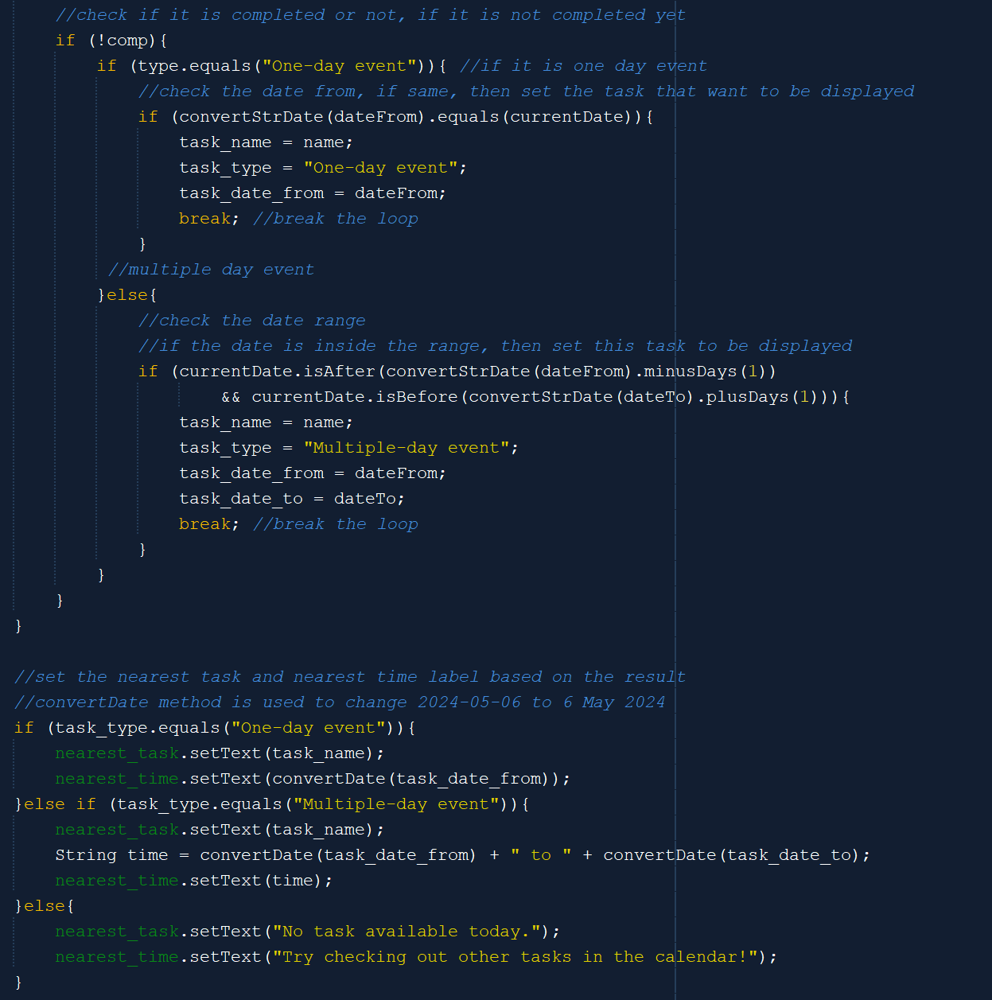 //check if it is completed or not, if it is not completed yet
if (!comp){
if (type.equals("One-day event")){ //if it is one day event
//check the date from, if same, then set the task that want to be displayed
if (convertStrDate(dateFrom).equals(currentDate)){
task_name = name;
task_type = "One-day event";
task_date_from = dateFrom;
break; //break the loop
}
//multiple day event
}else{
//check the date range
//if the date is inside the range, then set this task to be displayed
if (currentDate.isAfter(convertStrDate(dateFrom).minusDays(1))
&& currentDate.isBefore(convertStrDate(dateTo).plusDays(1))){
task_name = name;
task_type = "Multiple-day event";
task_date_from = dateFrom;
task_date_to = dateTo;
break; //break the loop
}
}
}
}
//set the nearest task and nearest time label based on the result
//convertDate method is used to change 2024-05-06 to 6 May 2024
if (task_type.equals("One-day event")){
nearest_task.setText(task_name);
nearest_time.setText(convertDate(task_date_from));
}else if (task_type.equals("Multiple-day event")){
nearest_task.setText(task_name);
String time = convertDate(task_date_from) + " to " + convertDate(task_date_to);
nearest_time.setText(time);
}else{
nearest_task.setText("No task available today.");
nearest_time.setText("Try checking out other tasks in the calendar!");
}